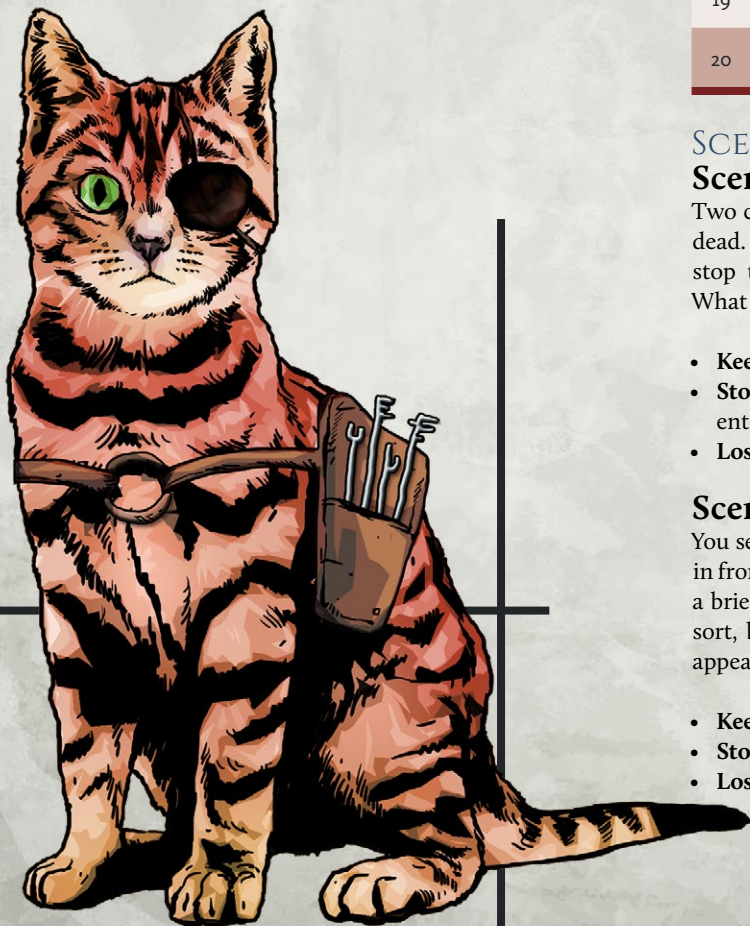 19
20
SCE
Scer
Two c
dead.
stop t
What
• Kee
• Sto
ent
• Los
Scer
You se
in fron
a brie
sort, h
appea
• Kee
• Sto
• Los